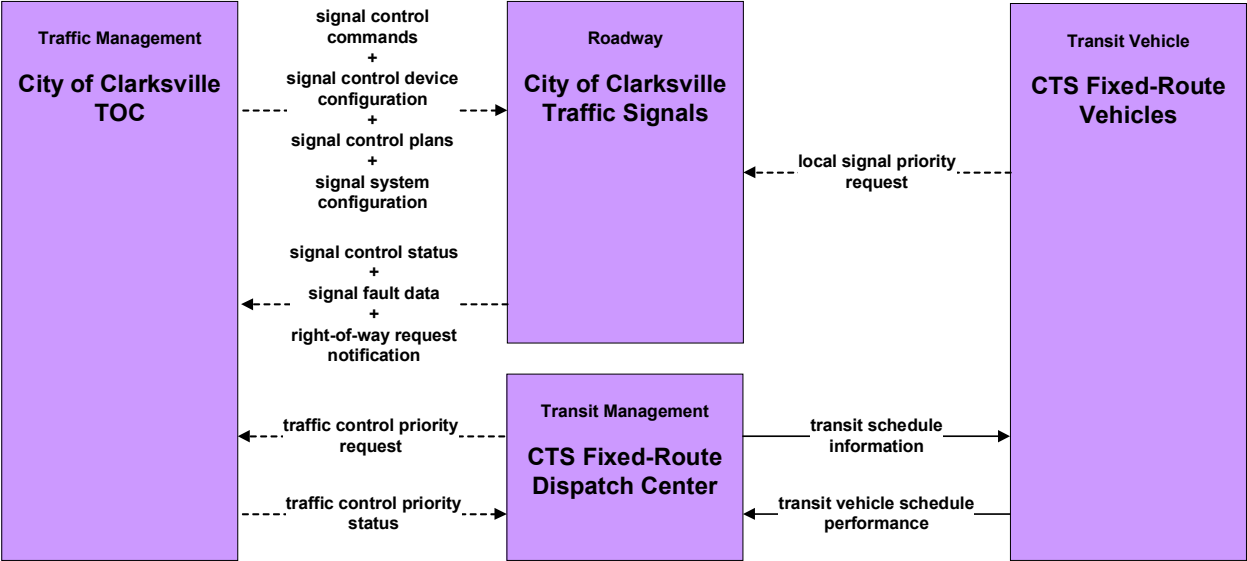 Traffic Management
City of Clarksville
TOC
signal control
commands
+
signal control device
configuration
+
signal control plans
+
signal system
configuration
signal control status
+
signal fault data
+
right-of-way request
notification
traffic control priority
request
traffic control priority
status
Roadway
City of Clarksville
Traffic Signals
Transit Management
CTS Fixed-Route
Dispatch Center
local signal priority
request
transit schedule
information
transit vehicle schedule
performance
Transit Vehicle
CTS Fixed-Route
Vehicles